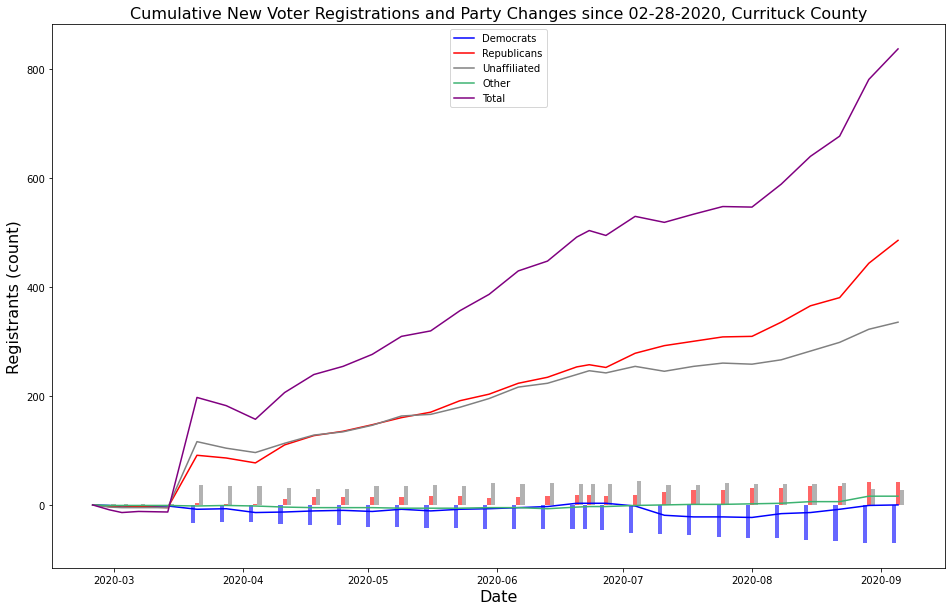 Cumulative New Voter Registrations and Party Changes since 02-28-2020, Currituck County
Democrats
Republicans
Unaffiliated
Other
Total
Registrants (count)
800
600
400
200
0
2020-03 2020-04 2020-05 2020-06 2020-07 2020-08 2020-09
Date